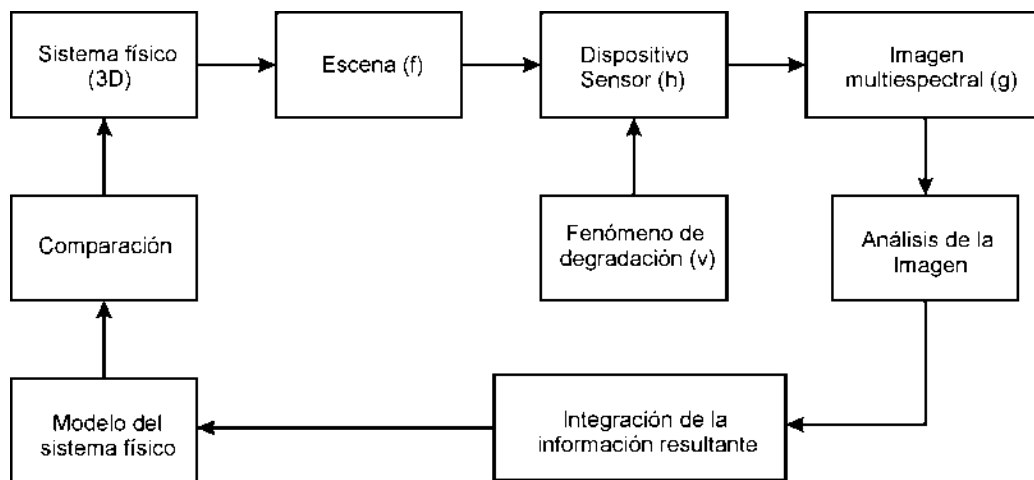 Sistema físico
(3D)
Escena (f)
Dispositivo
Sensor (h)
Imagen
multiespectral (g)
Comparación
Fenómeno de
degradación (v)
Análisis de la
Imagen
Modelo del
sistema físico
Integración de la
información resultante